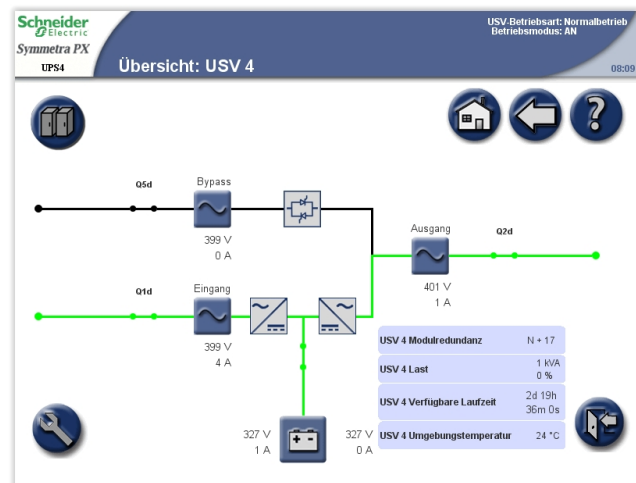 Schneider
Electric
Symmetra PX
UPS4
Übersicht: USV 4
USV-Betriebsart: Normalbetrieb
Betriebsmodus: AN
08:09
Q5d
Bypass
399 V
0 A
Ausgang
Q2d
401 V
1 A
Q1d
Eingang
399 V
4 A
USV 4 Modulredundanz N + 17
USV 4 Last 1 kVA
0 %
USV 4 Verfügbare Laufzeit 2d 19h
36m 0s
USV 4 Umgebungstemperatur 24 °C
327 V
1 A
327 V
0 A